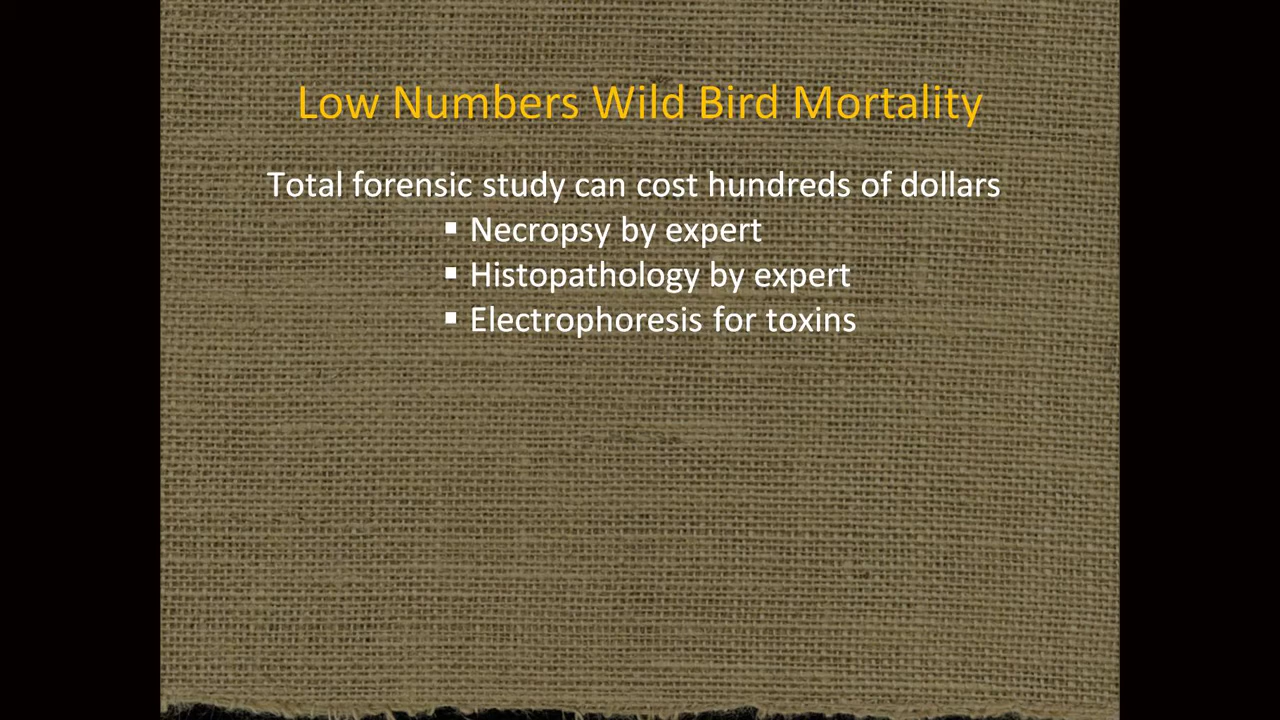 Low Numbers Wild Bird Mortality
Total forensic study can cost hundreds of dollars
▪ Necropsy by expert
▪ Histopathology by expert
▪ Electrophoresis for toxins